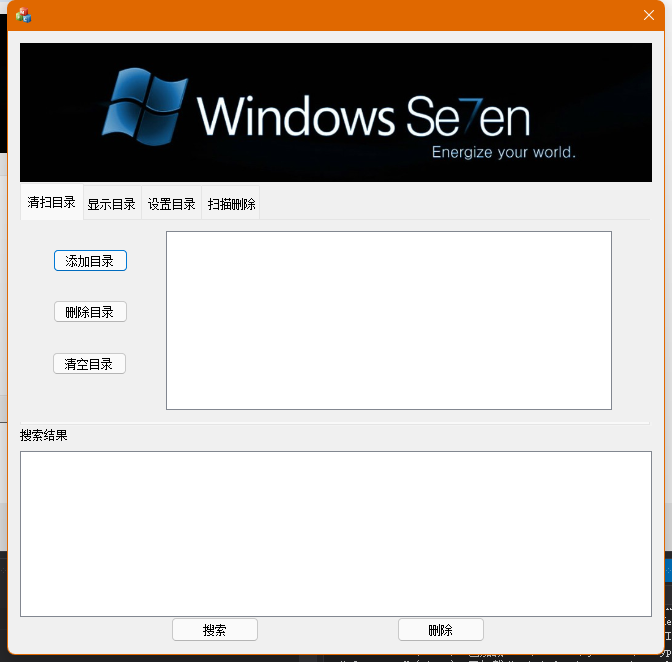 Windows Se7en
Energize your world.
清扫目录 显示目录 设置目录 扫描删除
添加目录
删除目录
清空目录
搜索结果
搜索 删除